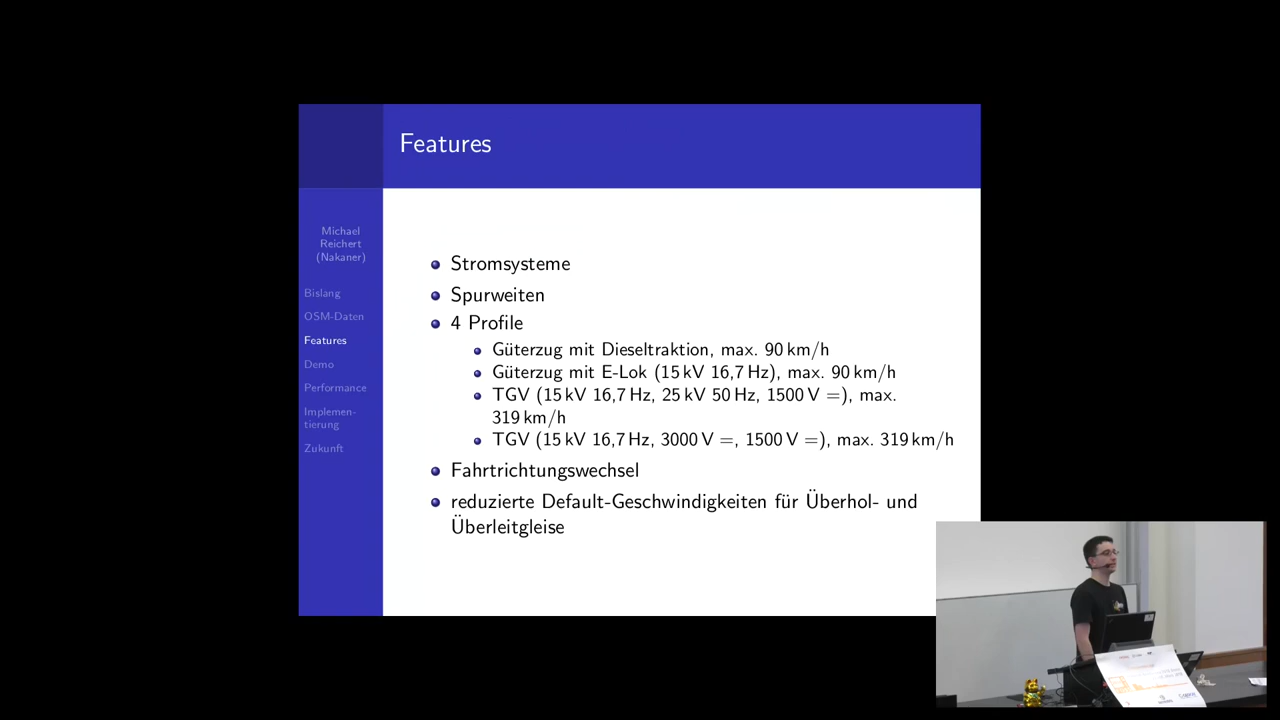 Features
Michael
Reichert
(Nakaner)
Bislang
OSM-Daten
Features
Demo
Performance
Implemen-
tierung
Zukunft
Stromsysteme
Spurweiten
4 Profile
Güterzug mit Dieseltraktion, max. 90 km/h
Güterzug mit E-Lok (15 kV 16,7 Hz), max. 90 km/h
TGV (15 kV 16,7 Hz, 25 kV 50 Hz, 1500 V =), max.
319 km/h
TGV (15 kV 16,7 Hz, 3000 V =, 1500 V =), max. 319 km/h
Fahrtrichtungswechsel
reduzierte Default-Geschwindigkeiten für Überhol- und
Überleitgleise